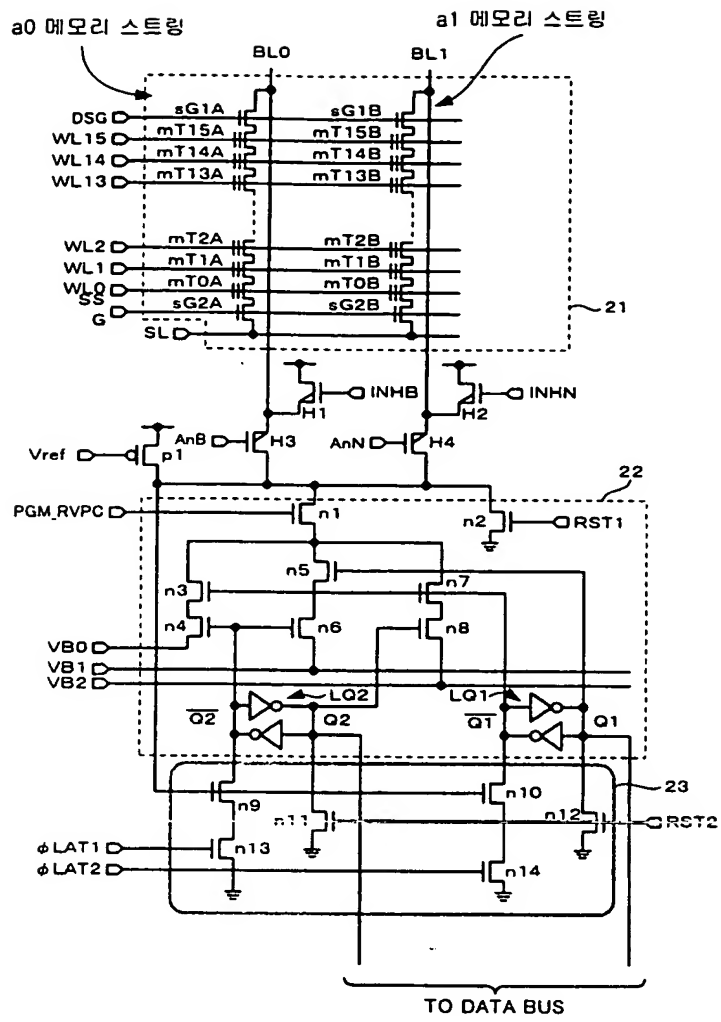 a0 메모리 스트링
a1 메모리 스트링
BL0 BL1
DSG sG1A sG1B
WL15 mT15A mT15B
WL14 mT14A mT14B
WL13 mT13A mT13B
WL2 mT2A mT2B
WL1 mT1A mT1B
WL0 mT0A mT0B
SS
G sG2A sG2B
SL
21
H1 INHB H2 INHN
AnB H3 AnN H4
Vref p1
22
PGM_RVPC n1 n2 RST1
n5 n7
n3
n4 n6 n8
VB0
VB1
VB2
LQ2 LQ1
Q2 Q2 Q1 Q1
23
n9 n10
n11 n12 RST2
φLAT1 n13
φLAT2 n14
TO DATA BUS